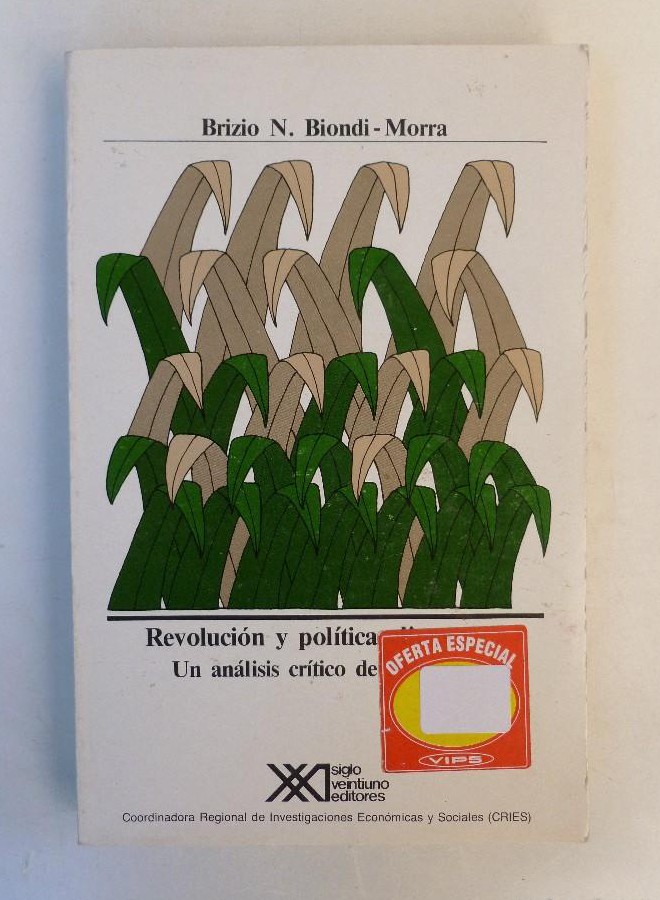 Brizio N. Biondi-Morra
Revolución y política
Un análisis crítico de
OFERTA ESPECIAL
VIPS
siglo
veintiuno
editores
Coordinadora Regional de Investigaciones Económicas y Sociales (CRIES)